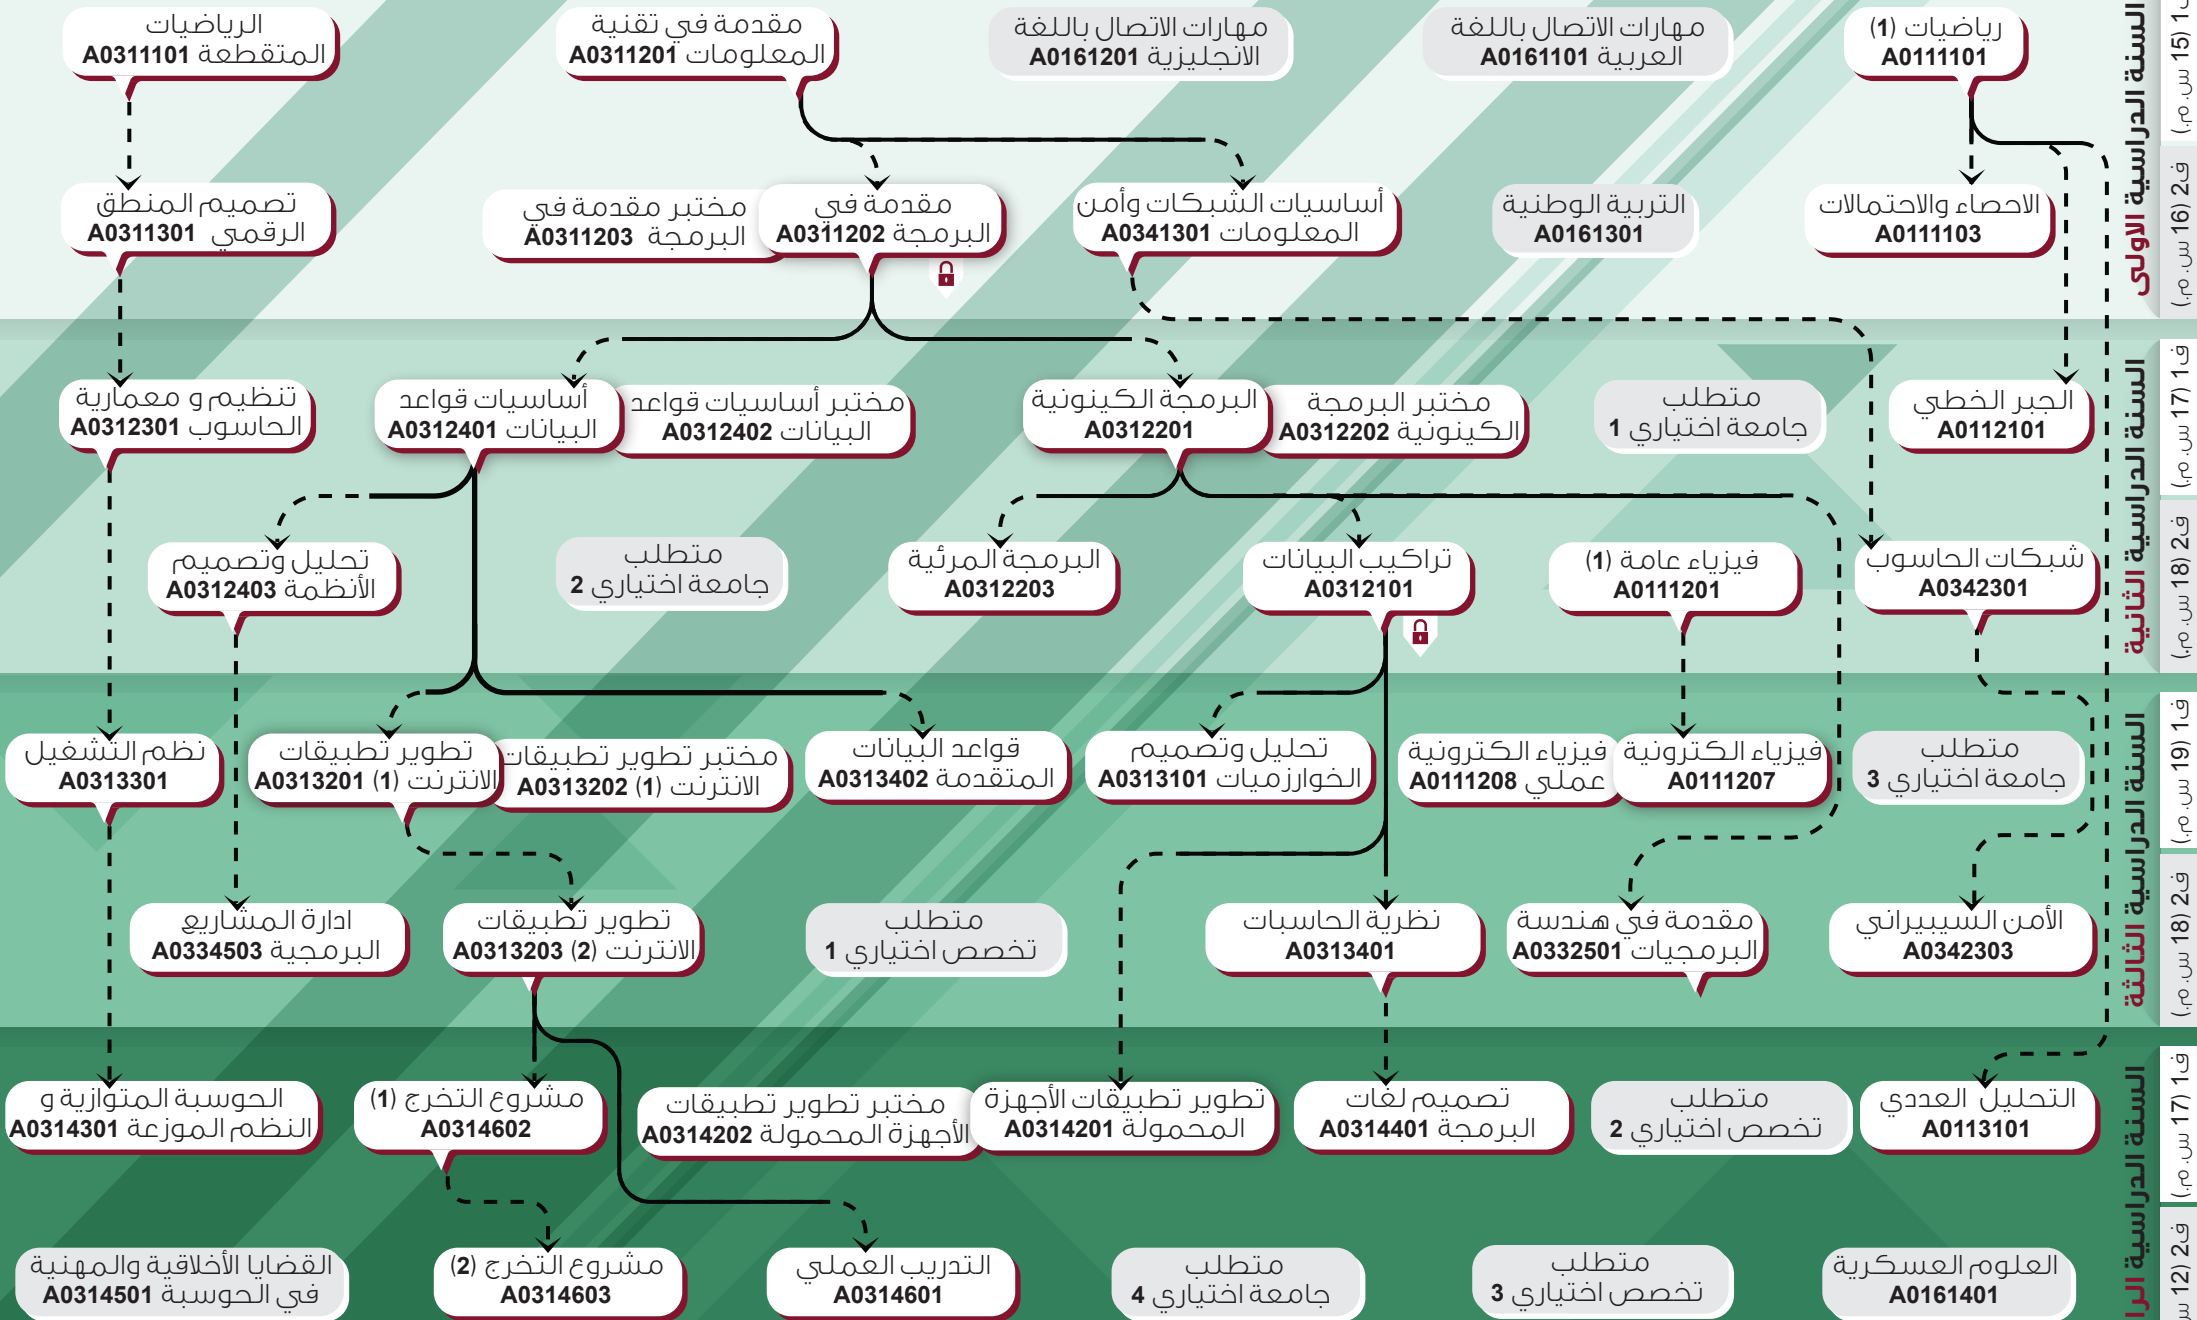 السنة الدراسية الاولى
ف1 (15 س. م.)
رياضيات (1)
A0111101
مهارات الاتصال باللغة
العربية A0161101
مهارات الاتصال باللغة
الانجليزية A0161201
مقدمة في تقنية
المعلومات A0311201
الرياضيات
المتقطعة A0311101
ف2 (16 س. م.)
الاحصاء والاحتمالات
A0111103
التربية الوطنية
A0161301
أساسيات الشبكات وأمن
المعلومات A0341301
مقدمة في
البرمجة A0311202
مختبر مقدمة في
البرمجة A0311203
تصميم المنطق
الرقمي A0311301
السنة الدراسية الثانية
ف1 (17 س. م.)
الجبر الخطي
A0112101
متطلب
جامعة اختياري 1
مختبر البرمجة
الكينونية A0312202
البرمجة الكينونية
A0312201
مختبر أساسيات قواعد
البيانات A0312402
أساسيات قواعد
البيانات A0312401
تنظيم و معمارية
الحاسوب A0312301
ف2 (18 س. م.)
شبكات الحاسوب
A0342301
فيزياء عامة (1)
A0111201
تراكيب البيانات
A0312101
البرمجة المرئية
A0312203
متطلب
جامعة اختياري 2
تحليل وتصميم
الأنظمة A0312403
السنة الدراسية الثالثة
ف1 (19 س. م.)
متطلب
جامعة اختياري 3
فيزياء الكترونية
A0111207
فيزياء الكترونية
عملي A0111208
تحليل وتصميم
الخوارزميات A0313101
قواعد البيانات
المتقدمة A0313402
مختبر تطوير تطبيقات
الانترنت (1) A0313202
تطوير تطبيقات
الانترنت (1) A0313201
نظم التشغيل
A0313301
ف2 (18 س. م.)
الأمن السيبيراني
A0342303
مقدمة في هندسة
البرمجيات A0332501
نظرية الحاسبات
A0313401
متطلب
تخصص اختياري 1
تطوير تطبيقات
الانترنت (2) A0313203
ادارة المشاريع
البرمجية A0334503
السنة الدراسية الرا
ف1 (17 س. م.)
التحليل العددي
A0113101
متطلب
تخصص اختياري 2
تصميم لغات
البرمجة A0314401
تطوير تطبيقات الأجهزة
المحمولة A0314201
مختبر تطوير تطبيقات
الأجهزة المحمولة A0314202
مشروع التخرج (1)
A0314602
الحوسبة المتوازية و
النظم الموزعة A0314301
ف2 (12 س
العلوم العسكرية
A0161401
متطلب
تخصص اختياري 3
متطلب
جامعة اختياري 4
التدريب العملي
A0314601
مشروع التخرج (2)
A0314603
القضايا الأخلاقية والمهنية
في الحوسبة A0314501